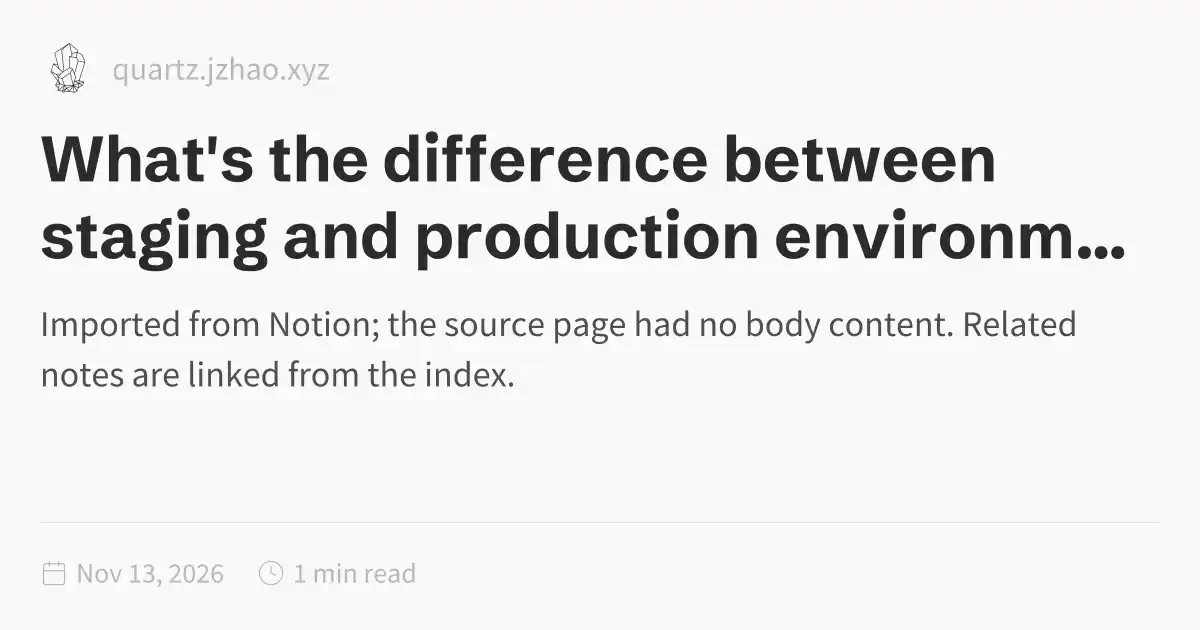 quartz.jzhao.xyz
What's the difference between
staging and production environm...
Imported from Notion; the source page had no body content. Related
notes are linked from the index.
Nov 13, 2026
1 min read